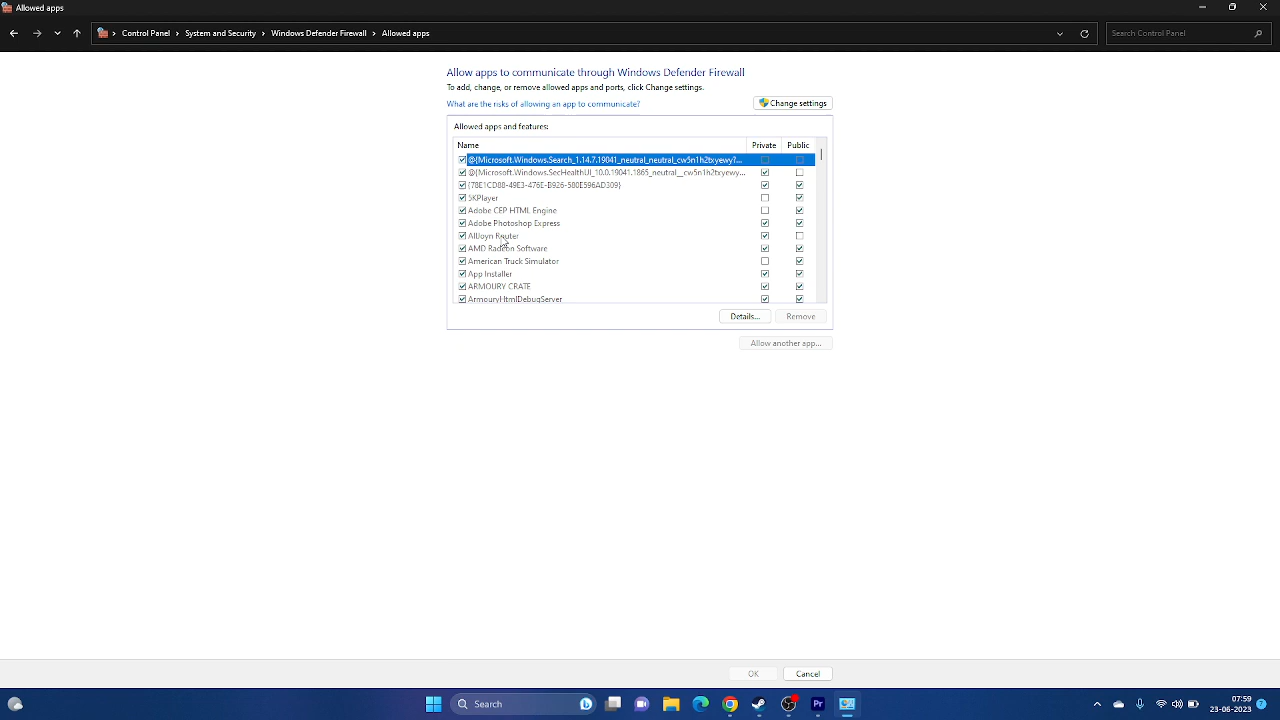 Allowed apps
Control Panel > System and Security > Windows Defender Firewall > Allowed apps
Search Control Panel
Allow apps to communicate through Windows Defender Firewall
To add, change, or remove allowed apps and ports, click Change settings.
What are the risks of allowing an app to communicate?
Change settings
Allowed apps and features:
Name Private Public
@{Microsoft.Windows.Search_1.14.7.19041_neutral_neutral_cw5n1h2txyewy?...
@{Microsoft.Windows.SecHealthUI_10.0.19041.1865_neutral__cw5n1h2txyewy...
{78E1CD88-49E3-476E-B926-580E596AD309}
5KPlayer
Adobe CEP HTML Engine
Adobe Photoshop Express
AllJoyn Router
AMD Radeon Software
American Truck Simulator
App Installer
ARMOURY CRATE
ArmouryHtmlDebugServer
Details...
Remove
Allow another app...
OK
Cancel
Search
Pr
07:59
23-06-2023